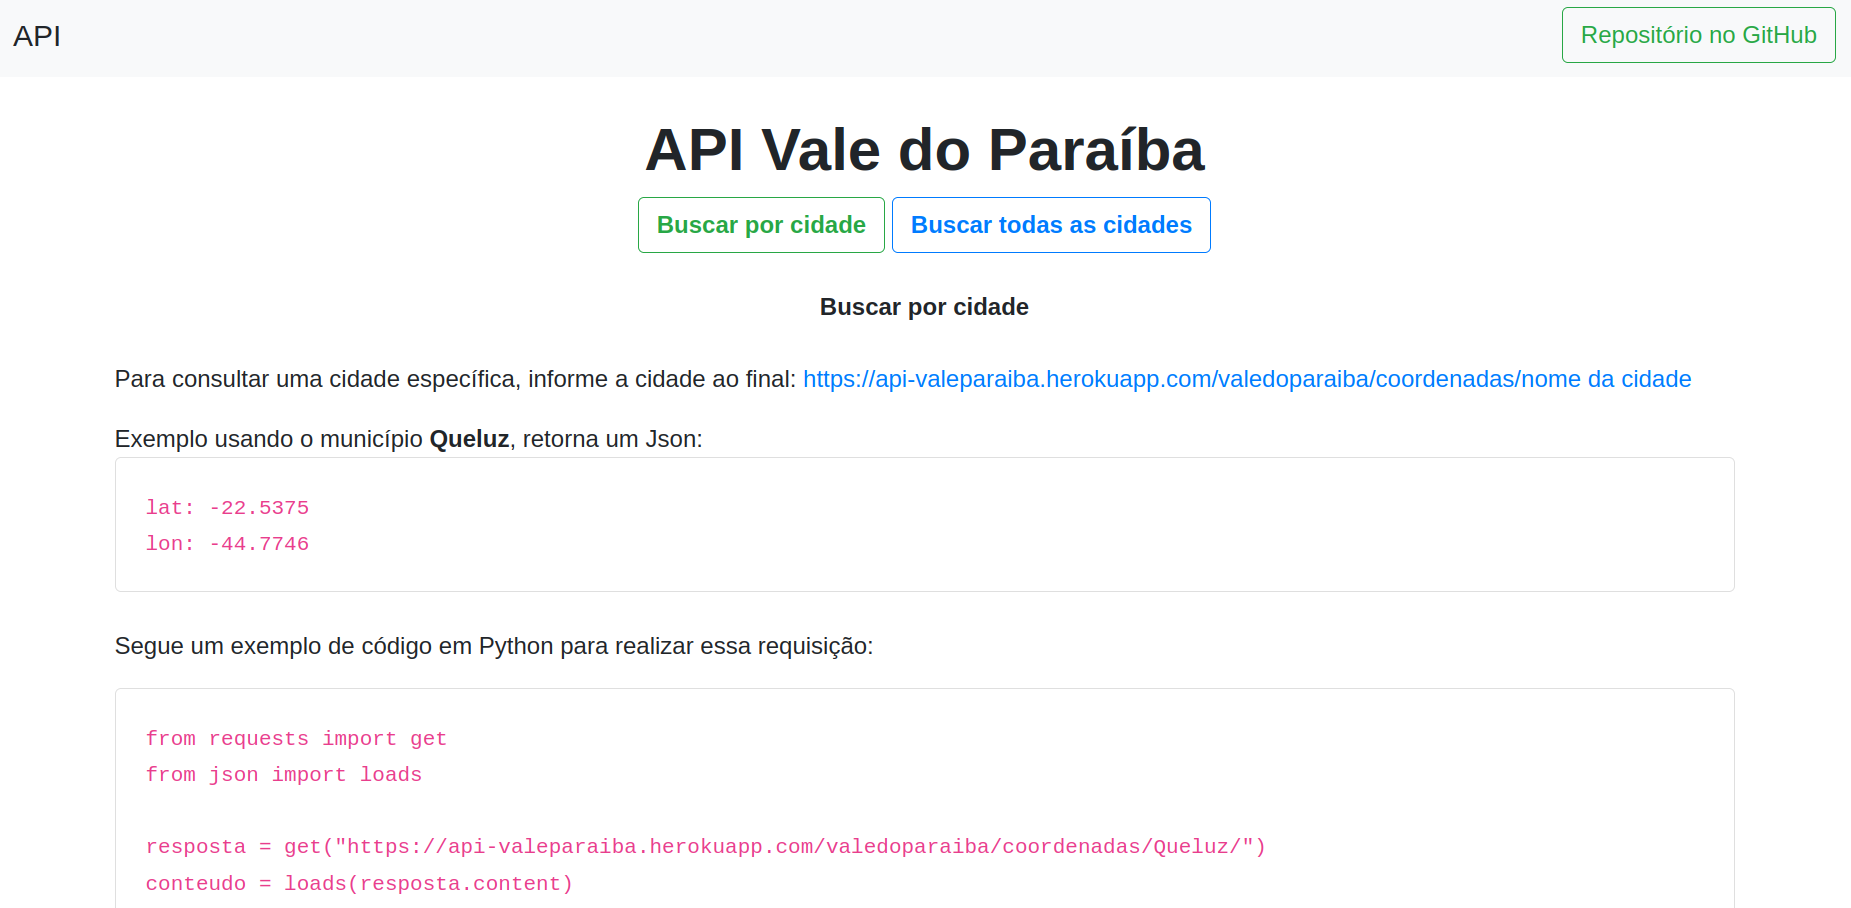 API
Repositório no GitHub
API Vale do Paraíba
Buscar por cidade
Buscar todas as cidades
Buscar por cidade
Para consultar uma cidade específica, informe a cidade ao final: https://api-valeparaiba.herokuapp.com/valedoparaiba/coordenadas/nome da cidade
Exemplo usando o município Queluz, retorna um Json:
lat: -22.5375
lon: -44.7746
Segue um exemplo de código em Python para realizar essa requisição:
from requests import get
from json import loads
resposta = get("https://api-valeparaiba.herokuapp.com/valedoparaiba/coordenadas/Queluz/")
conteudo = loads(resposta.content)